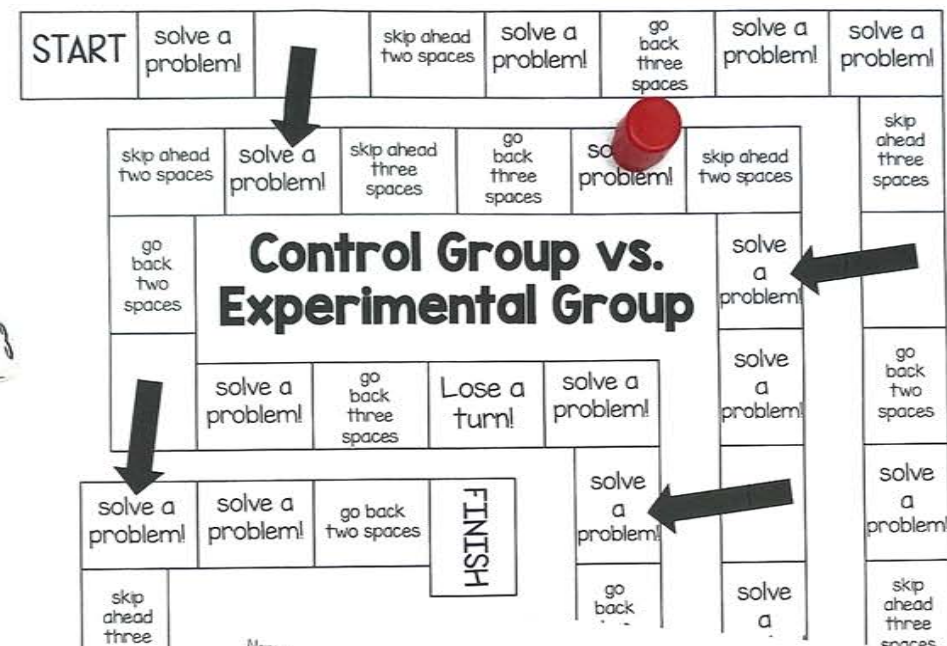 START
solve a
problem!
skip ahead
two spaces
solve a
problem!
go
back
three
spaces
solve a
problem!
solve a
problem!
skip
ahead
three
spaces
skip ahead
two spaces
solve a
problem!
skip ahead
three
spaces
go
back
three
spaces
problem!
skip ahead
two spaces
go
back
two
spaces
Control Group vs.
Experimental Group
solve
a
problem!
solve
a
problem!
go
back
two
spaces
solve a
problem!
go
back
three
spaces
Lose a
turn!
solve a
problem!
solve
a
problem!
solve
a
problem!
solve a
problem!
solve a
problem!
go back
two spaces
FINISH
skip
ahead
three
go
back
solve
a
skip
ahead
three
spaces